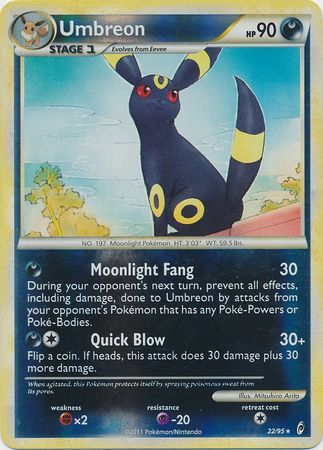 Umbreon
HP 90
STAGE 1
Evolves from Eevee
NO. 197 Moonlight Pokémon HT: 3'03" WT: 59.5 lbs.
Moonlight Fang 30
During your opponent's next turn, prevent all effects,
including damage, done to Umbreon by attacks from
your opponent's Pokémon that has any Poké-Powers or
Poké-Bodies.
Quick Blow 30+
Flip a coin. If heads, this attack does 30 damage plus 30
more damage.
When agitated, this Pokémon protects itself by spraying poisonous sweat from
its pores.
Illus. Mitsuhiro Arita
weakness resistance retreat cost
×2 -20
©2011 Pokémon/Nintendo 22/95 ★